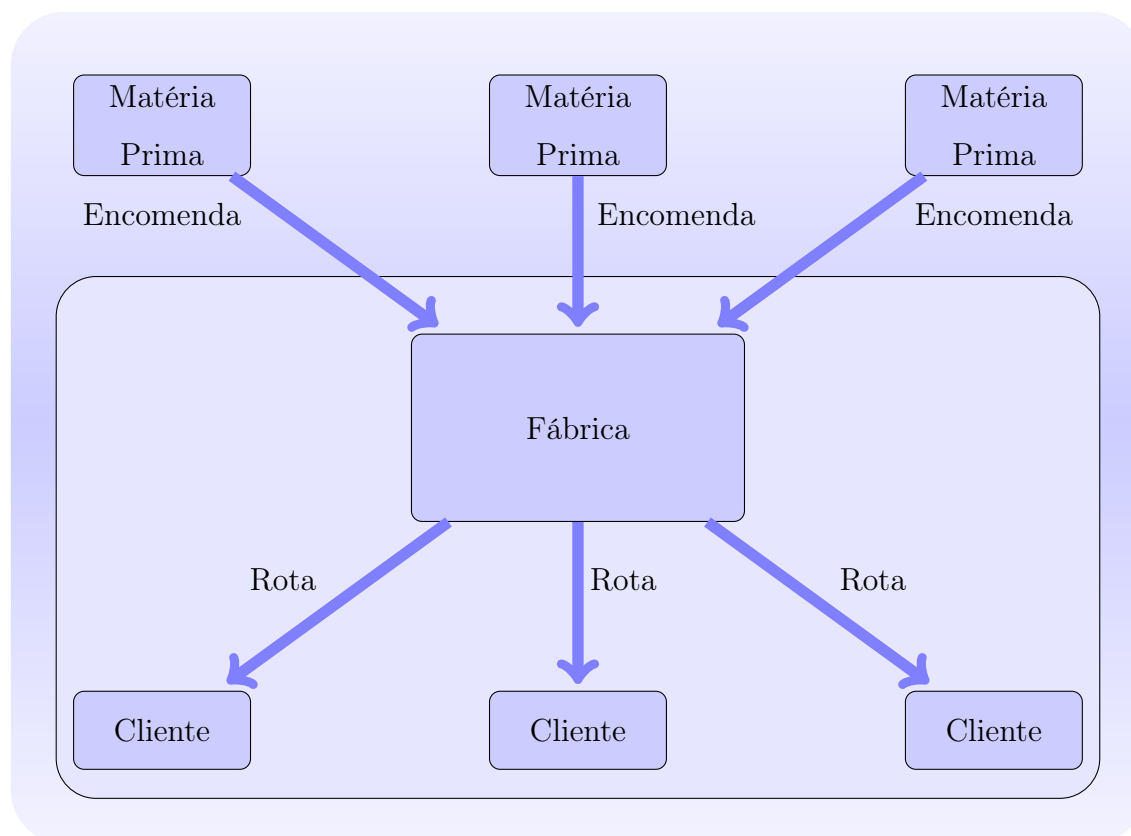 Matéria
Prima
Matéria
Prima
Matéria
Prima
Encomenda
Encomenda
Encomenda
Fábrica
Rota
Rota
Rota
Cliente
Cliente
Cliente